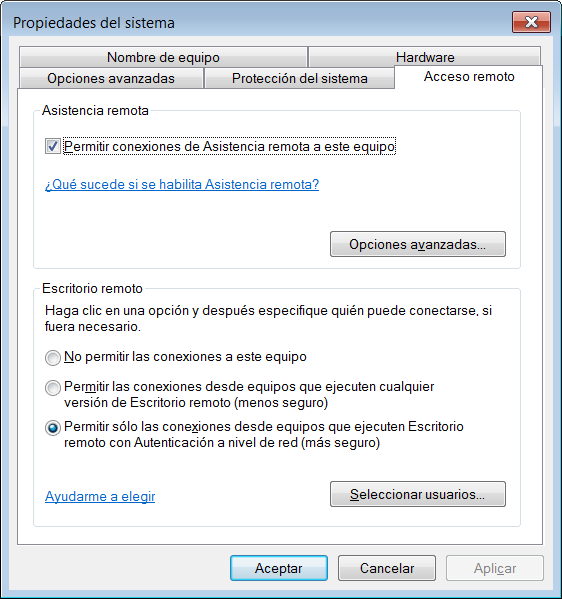 Propiedades del sistema
Nombre de equipo
Hardware
Opciones avanzadas
Protección del sistema
Acceso remoto
Asistencia remota
Permitir conexiones de Asistencia remota a este equipo
¿Qué sucede si se habilita Asistencia remota?
Opciones avanzadas...
Escritorio remoto
Haga clic en una opción y después especifique quién puede conectarse, si
fuera necesario.
No permitir las conexiones a este equipo
Permitir las conexiones desde equipos que ejecuten cualquier
versión de Escritorio remoto (menos seguro)
Permitir sólo las conexiones desde equipos que ejecuten Escritorio
remoto con Autenticación a nivel de red (más seguro)
Ayudarme a elegir
Seleccionar usuarios...
Aceptar
Cancelar
Aplicar